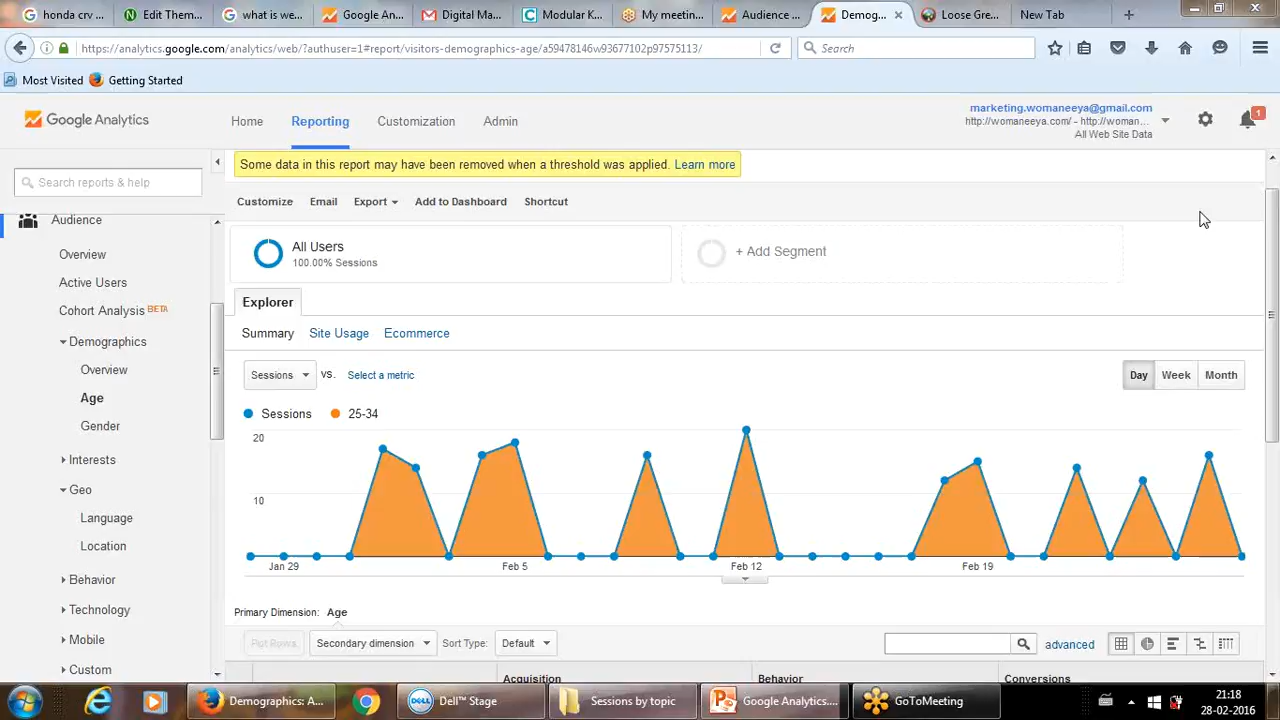 honda crv ...
Edit Them...
what is we...
Google An...
Digital Ma...
Modular K...
My meetin...
Audience ...
Demog...
Loose Gre...
New Tab
https://analytics.google.com/analytics/web/?authuser=1#report/visitors-demographics-age/a59478146w93677102p97575113/
Search
Most Visited
Getting Started
Google Analytics
Home
Reporting
Customization
Admin
marketing.womaneeya@gmail.com
http://womaneeya.com/ - http://woman...
All Web Site Data
1
Some data in this report may have been removed when a threshold was applied. Learn more
Search reports & help
Customize
Email
Export
Add to Dashboard
Shortcut
Audience
Overview
Active Users
Cohort Analysis BETA
Demographics
Overview
Age
Gender
Interests
Geo
Language
Location
Behavior
Technology
Mobile
Custom
All Users
100.00% Sessions
+ Add Segment
Explorer
Summary
Site Usage
Ecommerce
Sessions
VS.
Select a metric
Day
Week
Month
Sessions
25-34
20
10
Jan 29
Feb 5
Feb 12
Feb 19
Primary Dimension: Age
Plot Rows
Secondary dimension
Sort Type:
Default
advanced
Acquisition
Behavior
Conversions
Demographics: A...
Dell Stage
Sessions by topic
Google Analytics....
GoToMeeting
21:18
28-02-2016